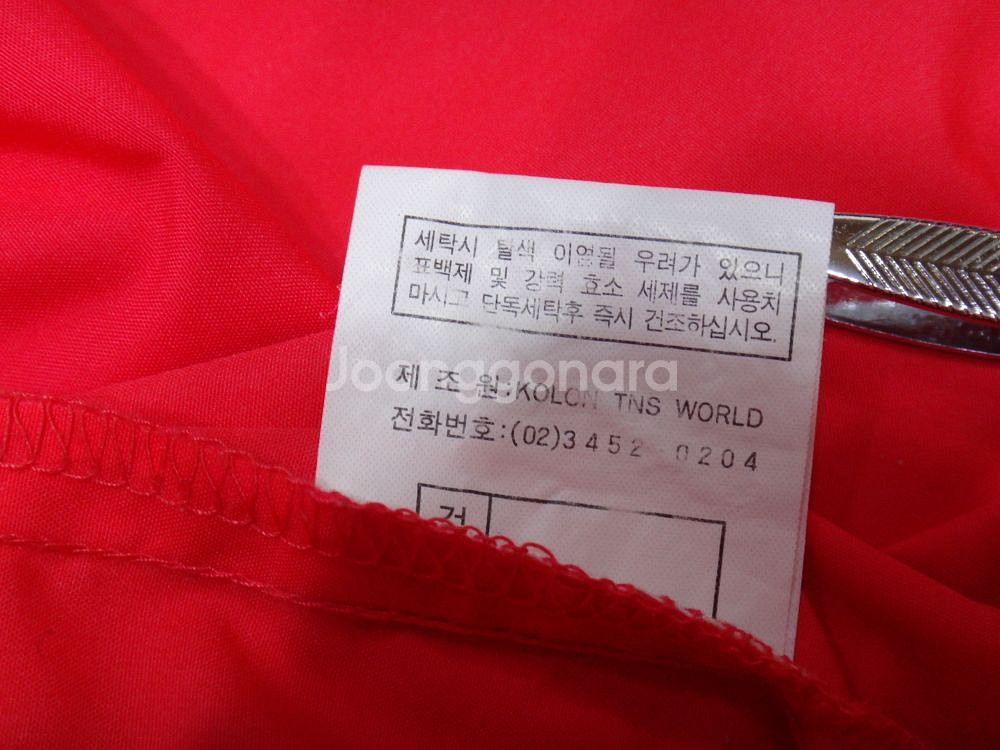 세탁시 탈색 이염될 우려가 있으니
표백제 및 강력 효소 세제를 사용치
마시고 단독세탁후 즉시 건조하십시오.
Joonggonara
제 조 원:KOLON TNS WORLD
전화번호:(02)3452-0204